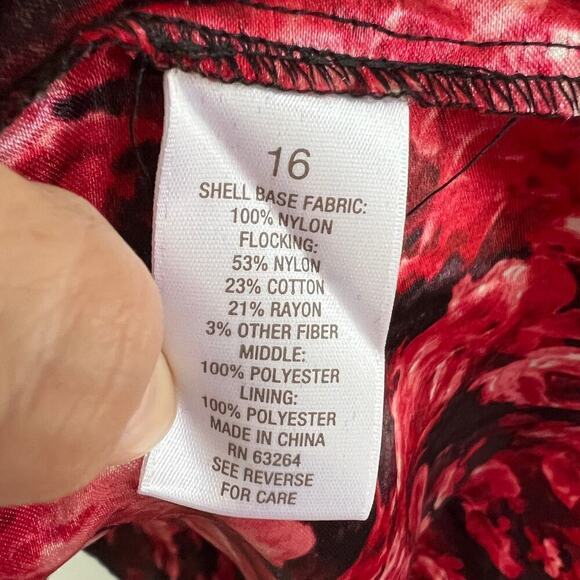 16
SHELL BASE FABRIC:
100% NYLON
FLOCKING:
53% NYLON
23% COTTON
21% RAYON
3% OTHER FIBER
MIDDLE:
100% POLYESTER
LINING:
100% POLYESTER
MADE IN CHINA
RN 63264
SEE REVERSE
FOR CARE